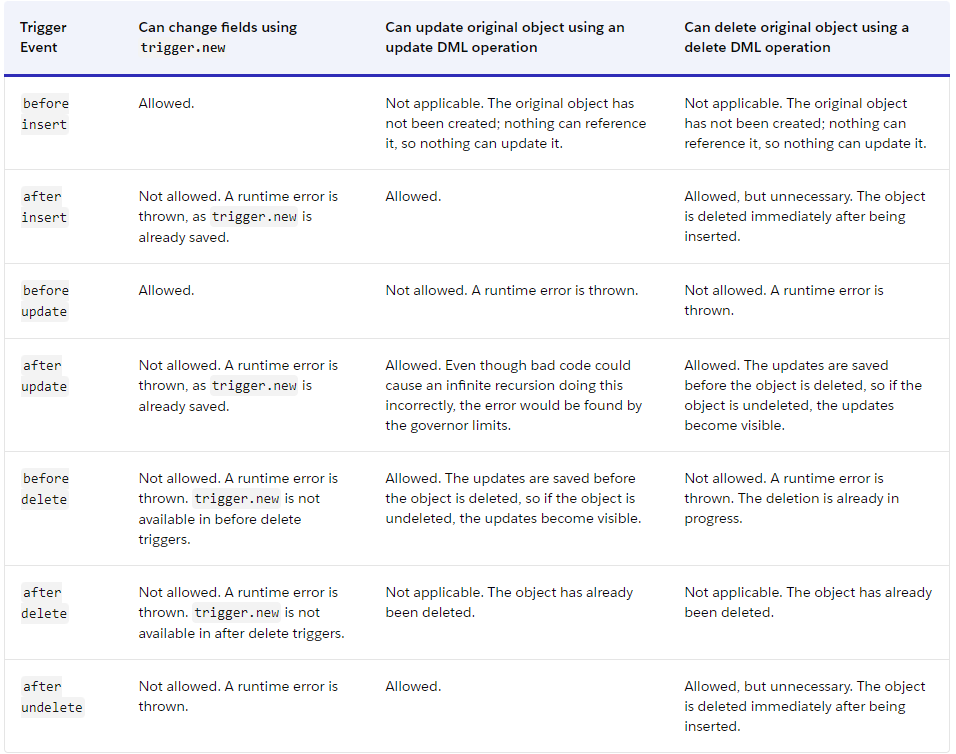 Trigger
Event
Can change fields using
trigger.new
Can update original object using an
update DML operation
Can delete original object using a
delete DML operation
before
insert
Allowed.
Not applicable. The original object has
not been created; nothing can reference
it, so nothing can update it.
Not applicable. The original object
has not been created; nothing can
reference it, so nothing can update it.
after
insert
Not allowed. A runtime error is
thrown, as trigger.new is
already saved.
Allowed.
Allowed, but unnecessary. The object
is deleted immediately after being
inserted.
before
update
Allowed.
Not allowed. A runtime error is thrown.
Not allowed. A runtime error is
thrown.
after
update
Not allowed. A runtime error is
thrown, as trigger.new is
already saved.
Allowed. Even though bad code could
cause an infinite recursion doing this
incorrectly, the error would be found by
the governor limits.
Allowed. The updates are saved
before the object is deleted, so if the
object is undeleted, the updates
become visible.
before
delete
Not allowed. A runtime error is
thrown. trigger.new is not
available in before delete
triggers.
Allowed. The updates are saved before
the object is deleted, so if the object is
undeleted, the updates become visible.
Not allowed. A runtime error is
thrown. The deletion is already in
progress.
after
delete
Not allowed. A runtime error is
thrown. trigger.new is not
available in after delete triggers.
Not applicable. The object has already
been deleted.
Not applicable. The object has already
been deleted.
after
undelete
Not allowed. A runtime error is
thrown.
Allowed.
Allowed, but unnecessary. The object
is deleted immediately after being
inserted.